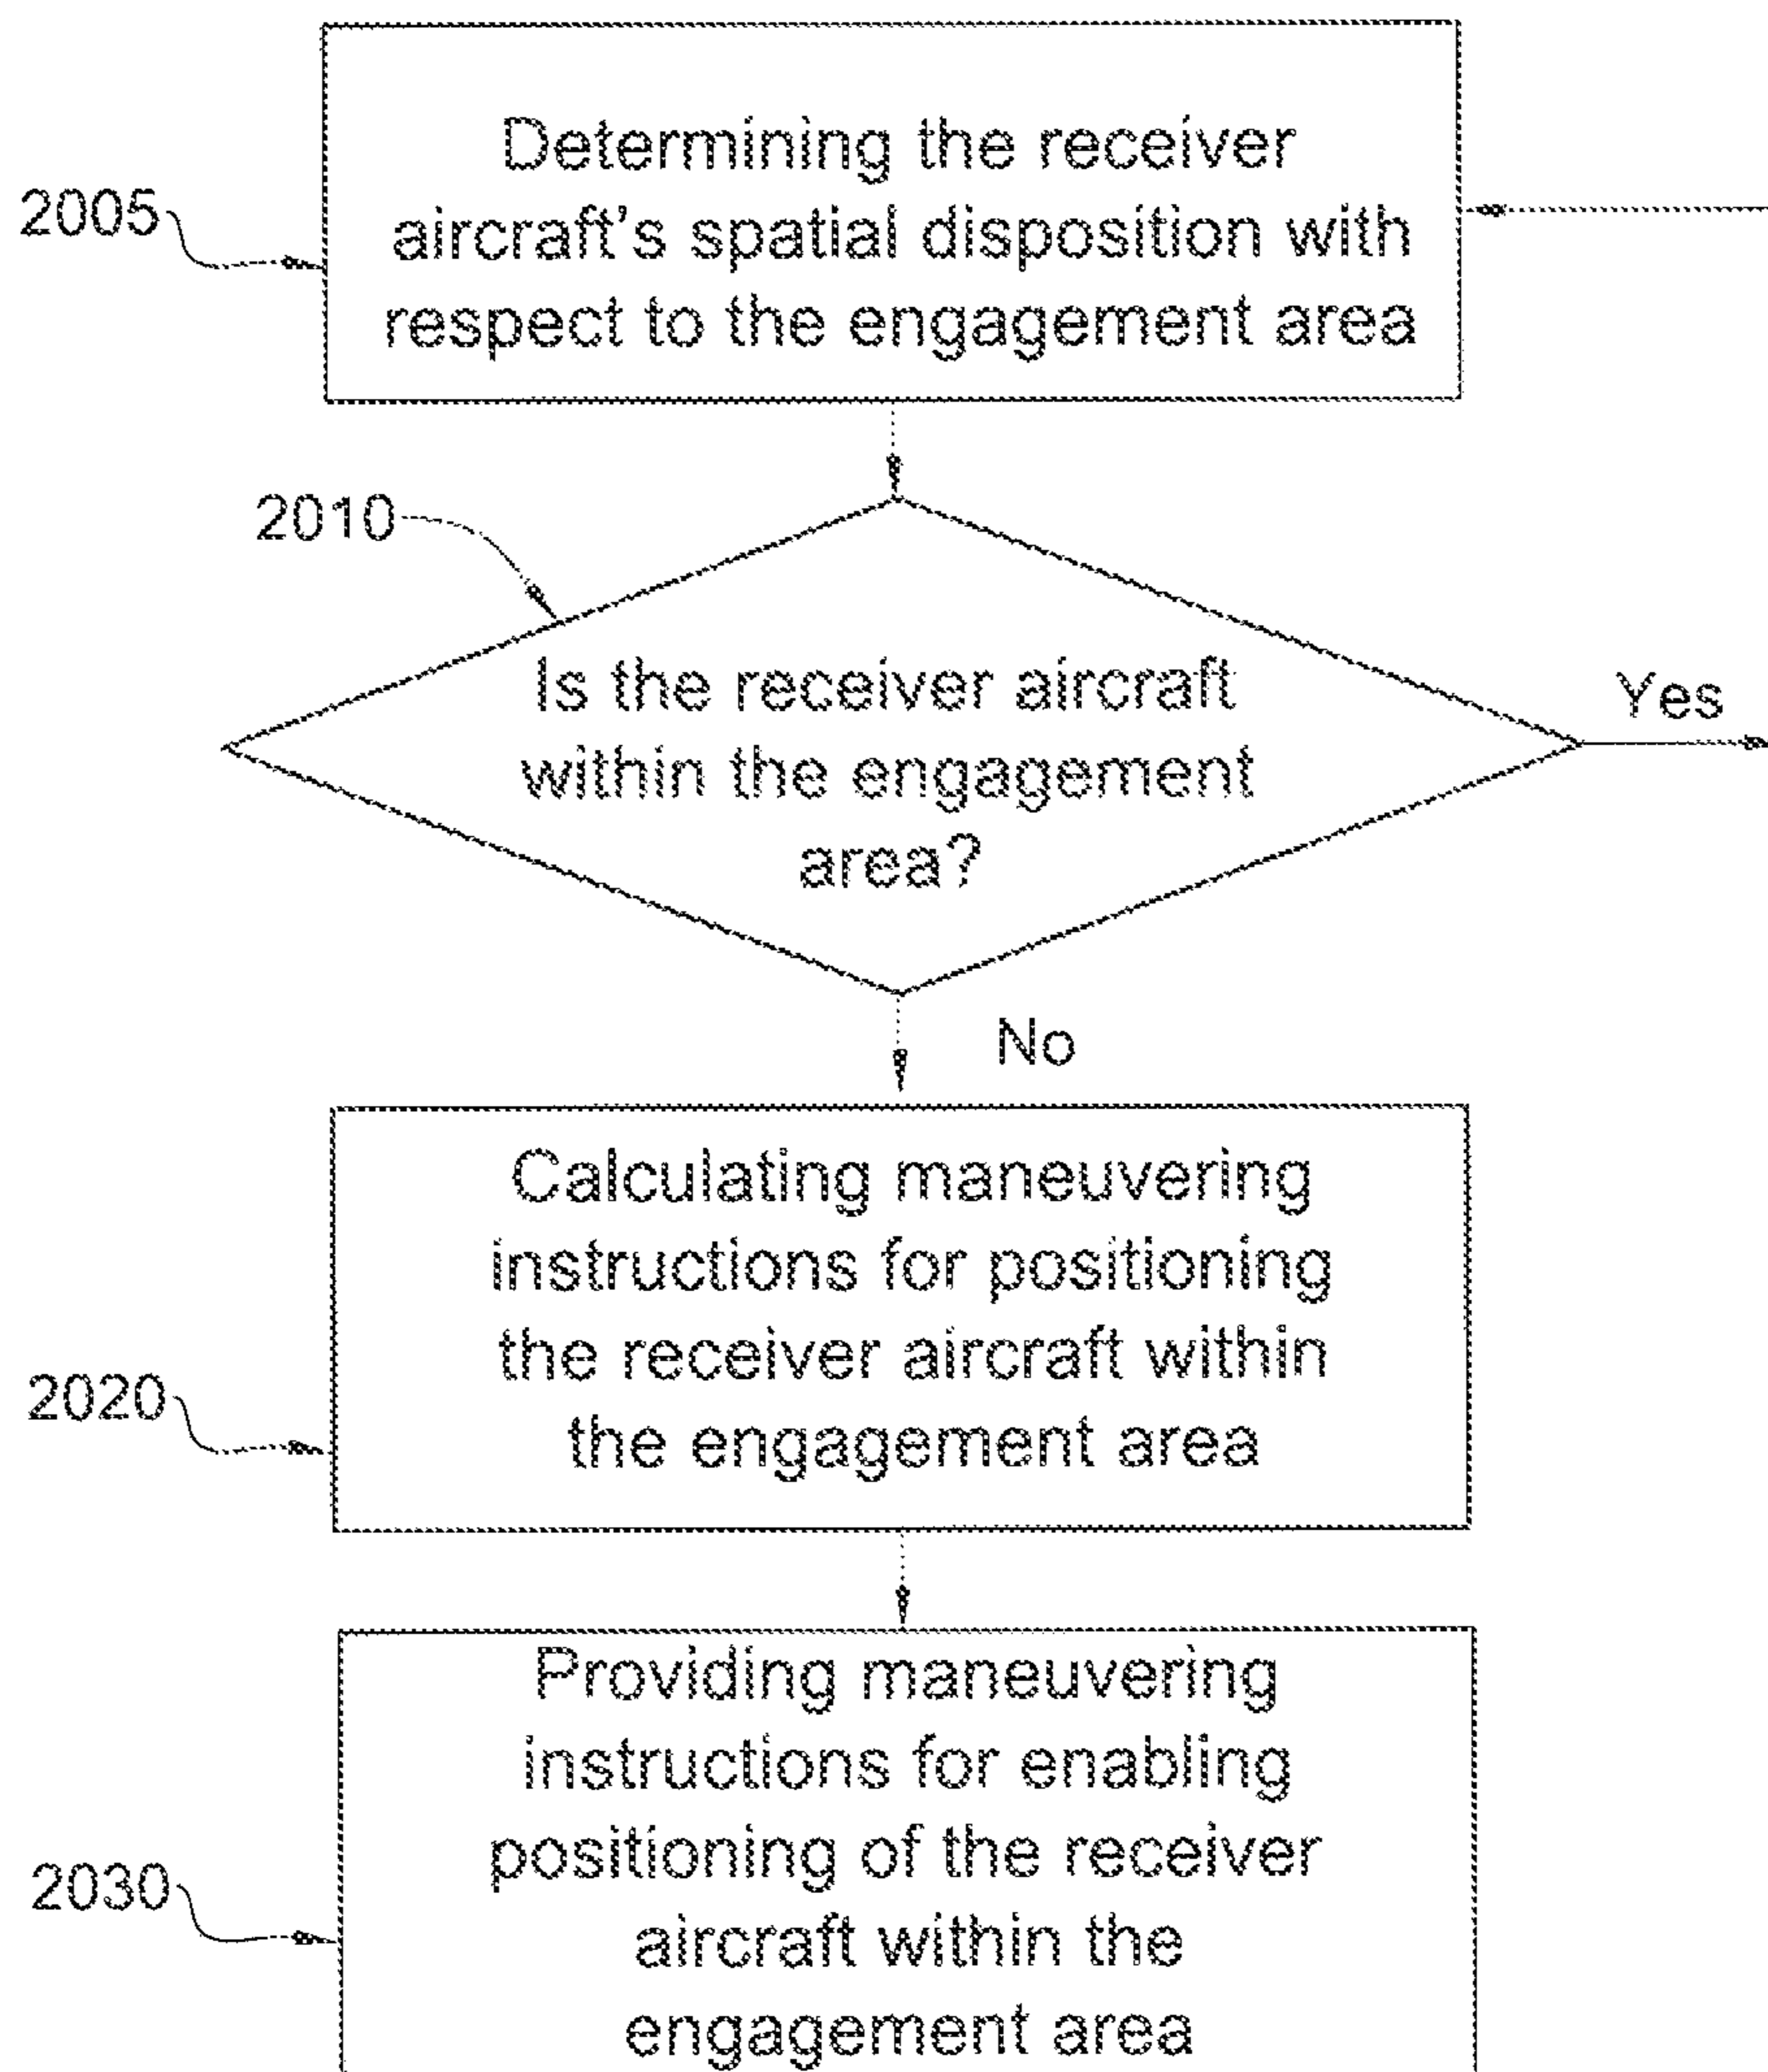 Determining the receiver
aircraft's spatial disposition with
respect to the engagement area
2005
2010
Is the receiver aircraft
within the engagement
area?
Yes
No
Calculating maneuvering
instructions for positioning
the receiver aircraft within
the engagement area
2020
Providing maneuvering
instructions for enabling
positioning of the receiver
aircraft within the
engagement area
2030